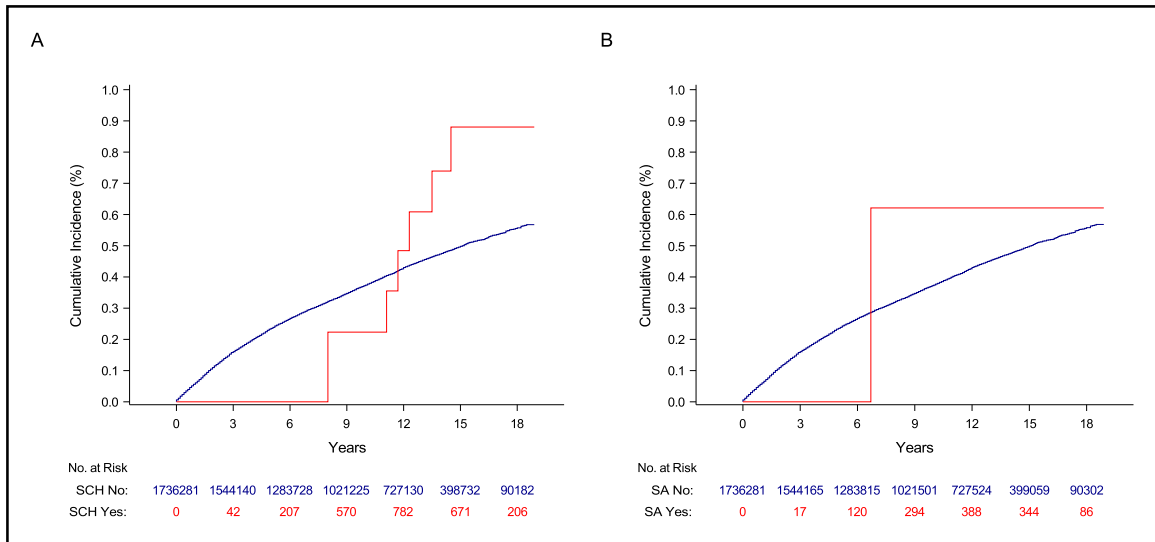 A
B
Cumulative Incidence (%)
1.0
0.9
0.8
0.7
0.6
0.5
0.4
0.3
0.2
0.1
0.0
0 3 6 9 12 15 18
Years
No. at Risk
SCH No: 1736281 1544140 1283728 1021225 727130 398732 90182
SCH Yes: 0 42 207 570 782 671 206
Cumulative Incidence (%)
1.0
0.9
0.8
0.7
0.6
0.5
0.4
0.3
0.2
0.1
0.0
0 3 6 9 12 15 18
Years
No. at Risk
SA No: 1736281 1544165 1283815 1021501 727524 399059 90302
SA Yes: 0 17 120 294 388 344 86